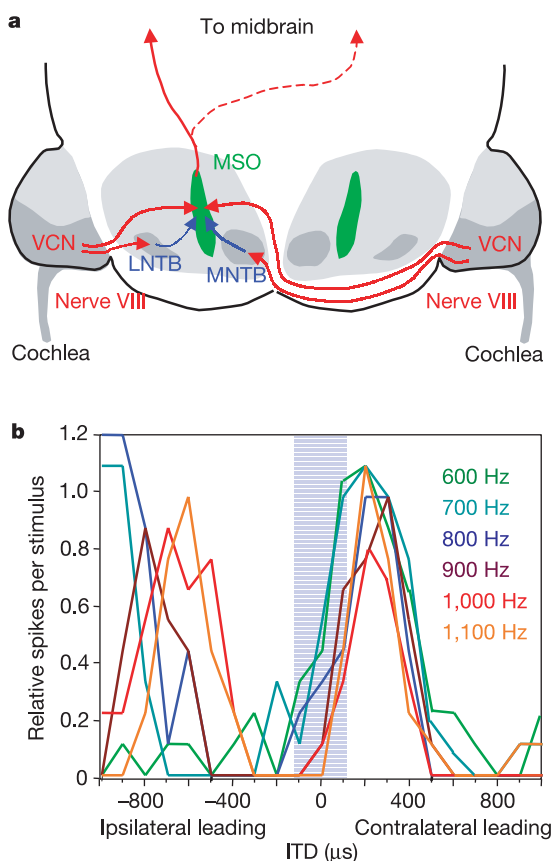 a
To midbrain
MSO
VCN
VCN
LNTB
MNTB
Nerve VIII
Nerve VIII
Cochlea
Cochlea
b
1.2
1.0
0.8
0.6
0.4
0.2
0
Relative spikes per stimulus
600 Hz
700 Hz
800 Hz
900 Hz
1,000 Hz
1,100 Hz
–800 –400 0 400 800
Ipsilateral leading
Contralateral leading
ITD (μs)